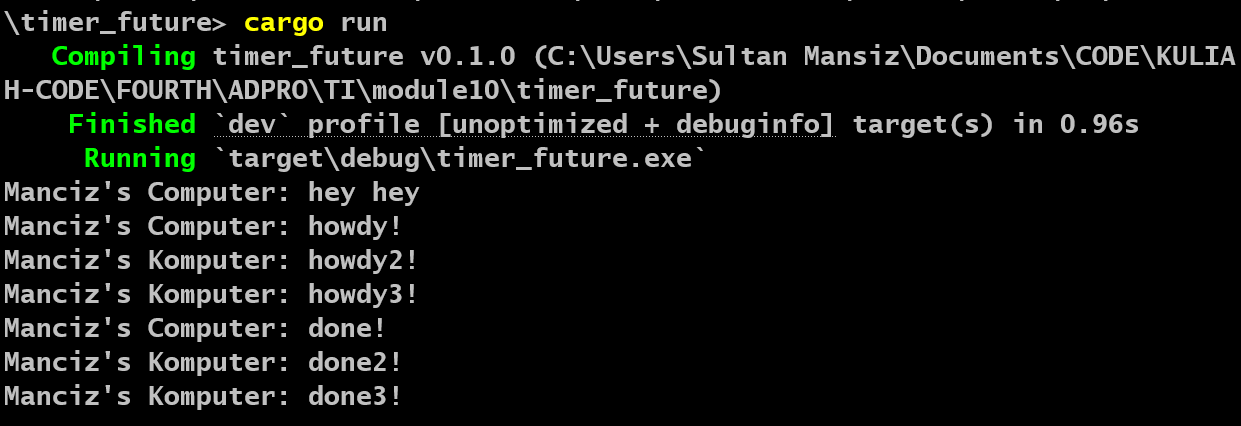 \timer_future> cargo run
   Compiling timer_future v0.1.0 (C:\Users\Sultan Mansiz\Documents\CODE\KULIA
H-CODE\FOURTH\ADPRO\TI\module10\timer_future)
    Finished `dev` profile [unoptimized + debuginfo] target(s) in 0.96s
     Running `target\debug\timer_future.exe`
Manciz's Computer: hey hey
Manciz's Computer: howdy!
Manciz's Komputer: howdy2!
Manciz's Komputer: howdy3!
Manciz's Computer: done!
Manciz's Komputer: done2!
Manciz's Komputer: done3!